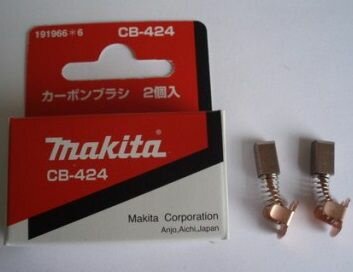 191966*6 CB-424
カーボンブラシ 2個入
makita
CB-424
Makita Corporation
Anjo,Aichi,Japan